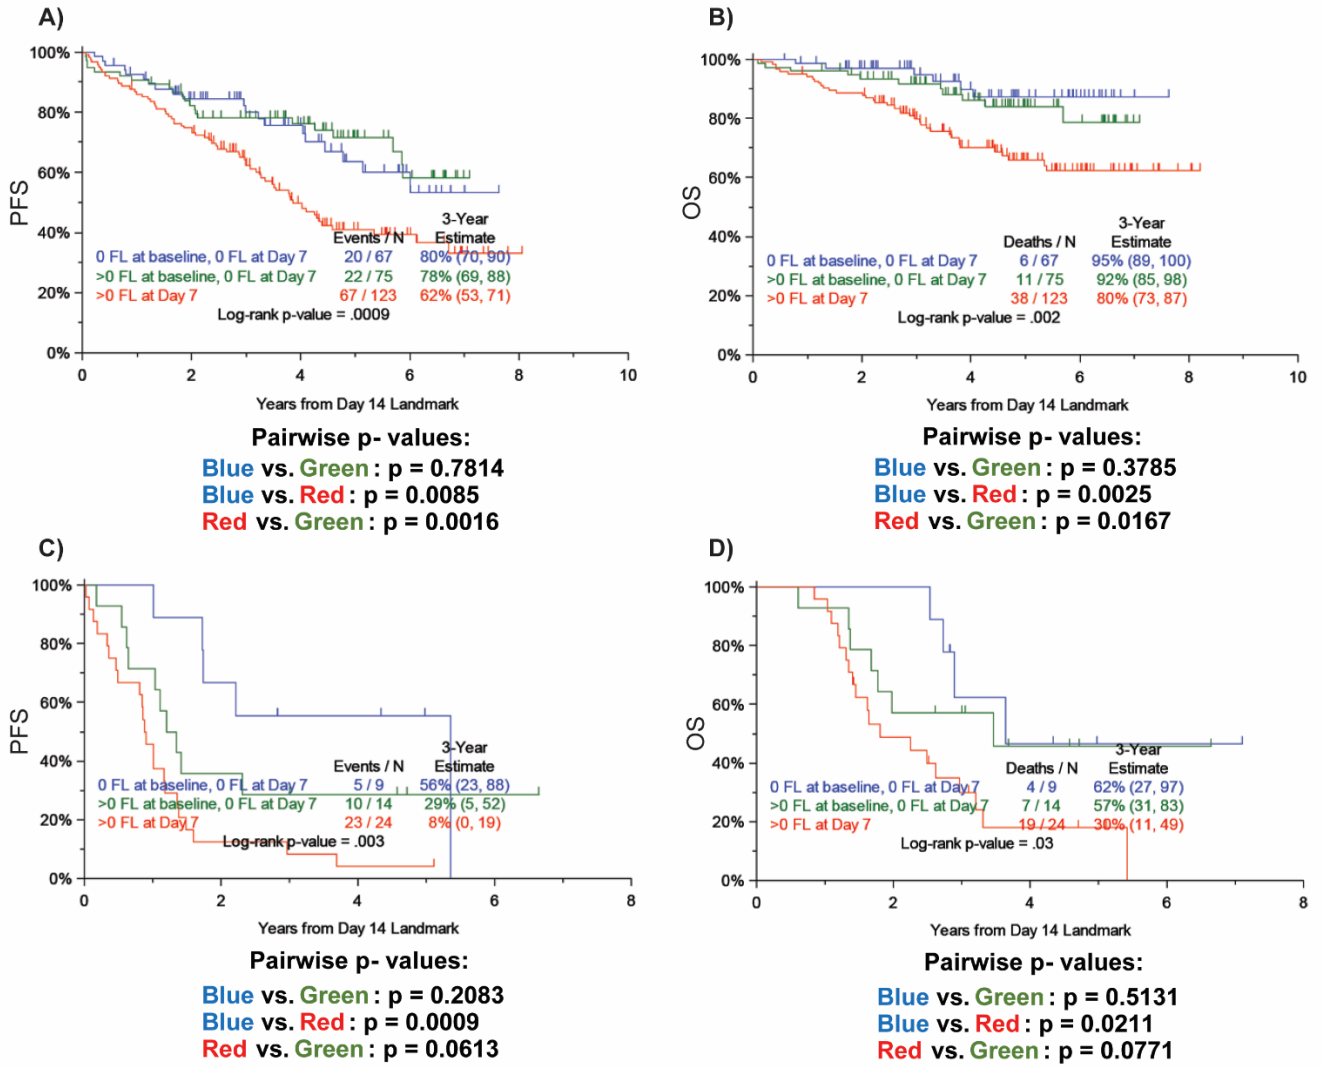 A)
100%
80%
60%
40%
20%
0%
PFS
3-Year
Events / N Estimate
0 FL at baseline, 0 FL at Day 7 20 / 67 80% (70, 90)
>0 FL at baseline, 0 FL at Day 7 22 / 75 78% (69, 88)
>0 FL at Day 7 67 / 123 62% (53, 71)
Log-rank p-value = .0009
0 2 4 6 8 10
Years from Day 14 Landmark
Pairwise p- values:
Blue vs. Green : p = 0.7814
Blue vs. Red : p = 0.0085
Red vs. Green : p = 0.0016
B)
100%
80%
60%
40%
20%
0%
OS
3-Year
Deaths / N Estimate
0 FL at baseline, 0 FL at Day 7 6 / 67 95% (89, 100)
>0 FL at baseline, 0 FL at Day 7 11 / 75 92% (85, 98)
>0 FL at Day 7 38 / 123 80% (73, 87)
Log-rank p-value = .002
0 2 4 6 8 10
Years from Day 14 Landmark
Pairwise p- values:
Blue vs. Green : p = 0.3785
Blue vs. Red : p = 0.0025
Red vs. Green : p = 0.0167
C)
100%
80%
60%
40%
20%
0%
PFS
3-Year
Events / N Estimate
0 FL at baseline, 0 FL at Day 7 5 / 9 56% (23, 88)
>0 FL at baseline, 0 FL at Day 7 10 / 14 29% (5, 52)
>0 FL at Day 7 23 / 24 8% (0, 19)
Log-rank p-value = .003
0 2 4 6 8
Years from Day 14 Landmark
Pairwise p- values:
Blue vs. Green : p = 0.2083
Blue vs. Red : p = 0.0009
Red vs. Green : p = 0.0613
D)
100%
80%
60%
40%
20%
0%
OS
3-Year
Deaths / N Estimate
0 FL at baseline, 0 FL at Day 7 4 / 9 62% (27, 97)
>0 FL at baseline, 0 FL at Day 7 7 / 14 57% (31, 83)
>0 FL at Day 7 19 / 24 30% (11, 49)
Log-rank p-value = .03
0 2 4 6 8
Years from Day 14 Landmark
Pairwise p- values:
Blue vs. Green : p = 0.5131
Blue vs. Red : p = 0.0211
Red vs. Green : p = 0.0771